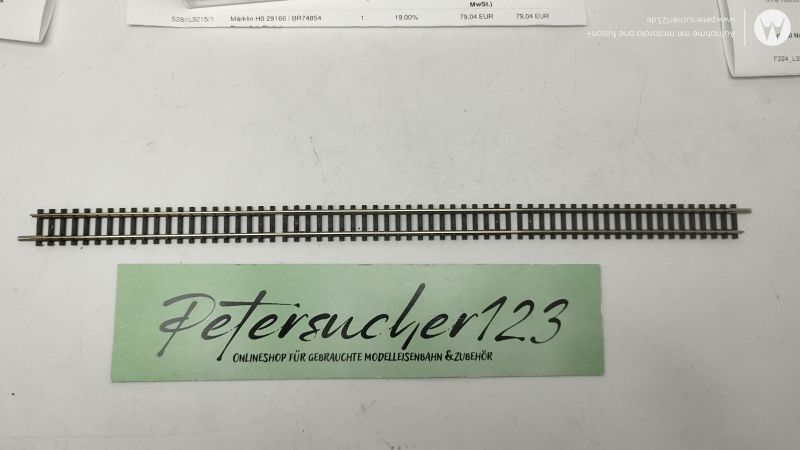 MwSt.)
528//L3215/1 Märklin H0 29166 / BR74854 1 19.00% 79,04 EUR 79,04 EUR
Aufnahme mit motorola one fusion+
www.petersucher123.de
F224_L3
Petersucher123
ONLINESHOP FÜR GEBRAUCHTE MODELLEISENBAHN & ZUBEHÖR